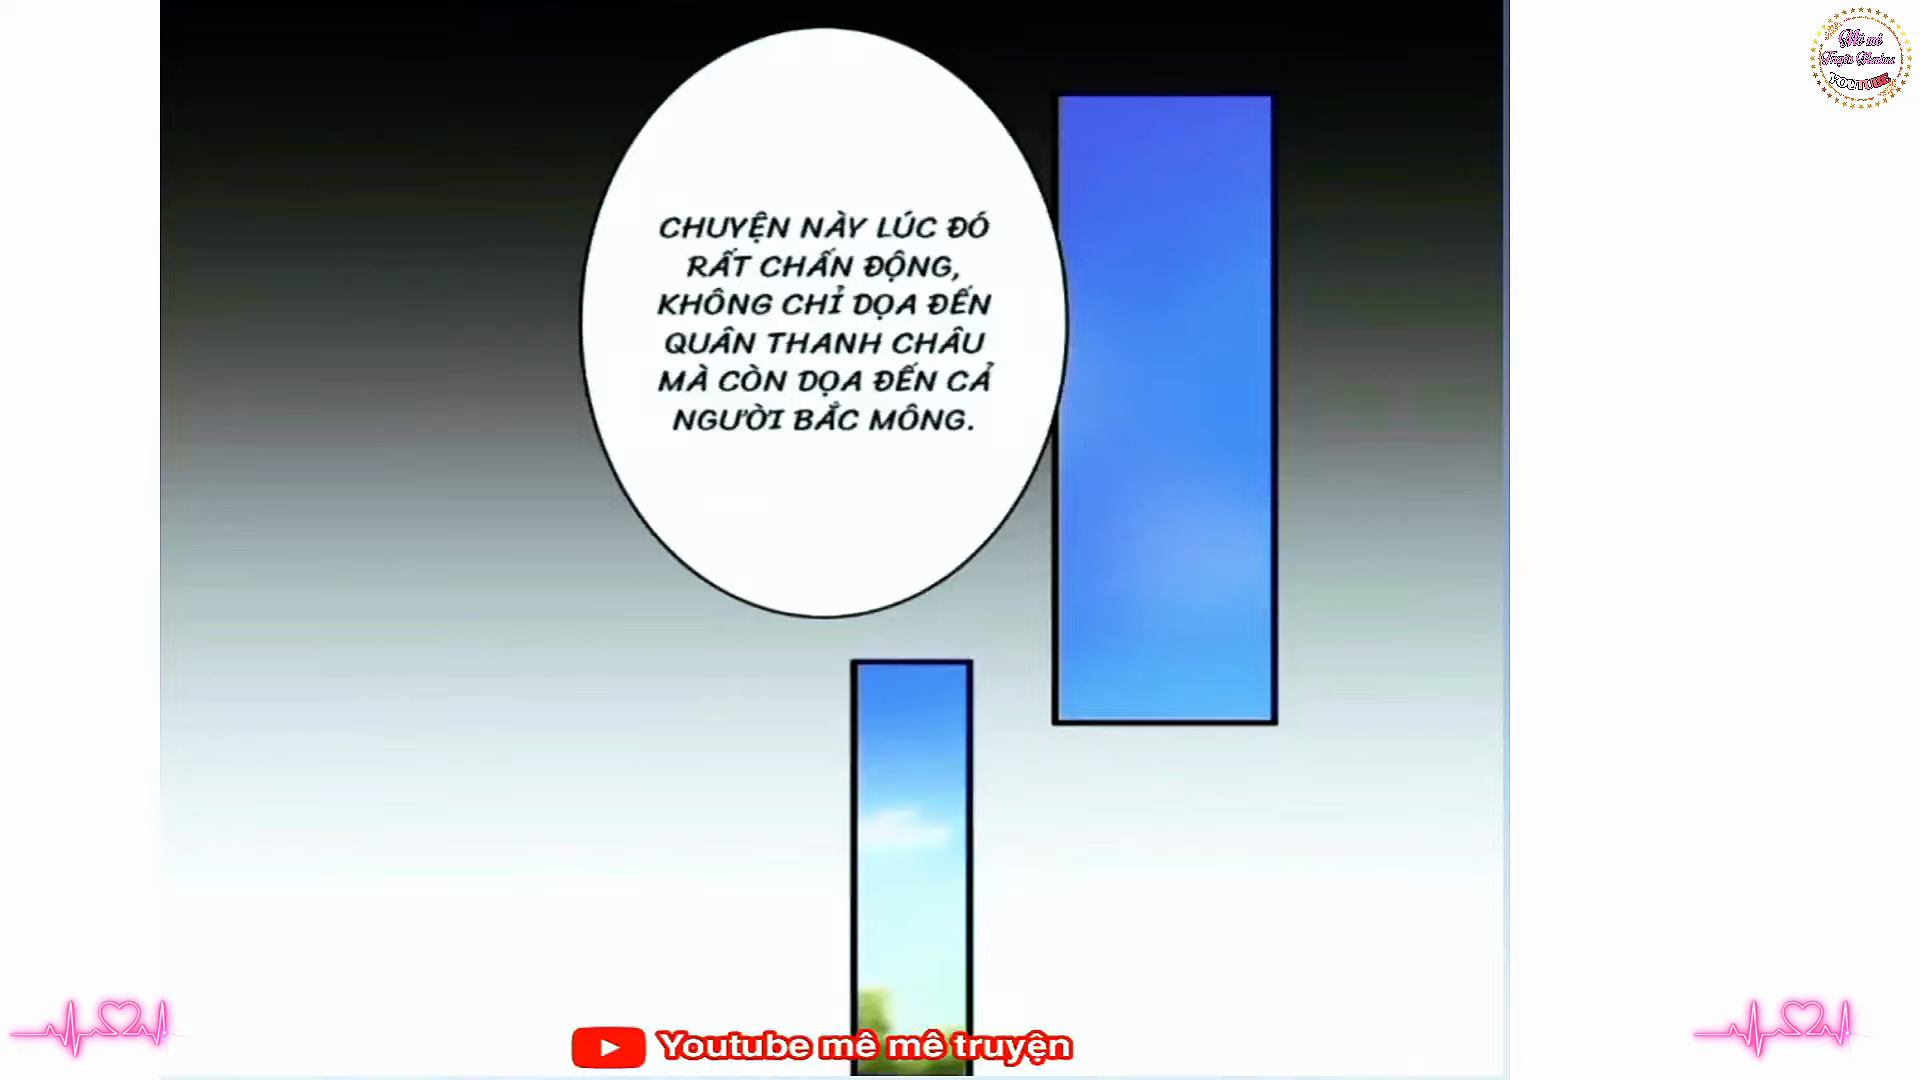 CHUYỆN NÀY LÚC ĐÓ
RẤT CHẤN ĐỘNG,
KHÔNG CHỈ DỌA ĐẾN
QUÂN THANH CHÂU
MÀ CÒN DỌA ĐẾN CẢ
NGƯỜI BẮC MÔNG.
Youtube mê mê truyện
YOUTUBE